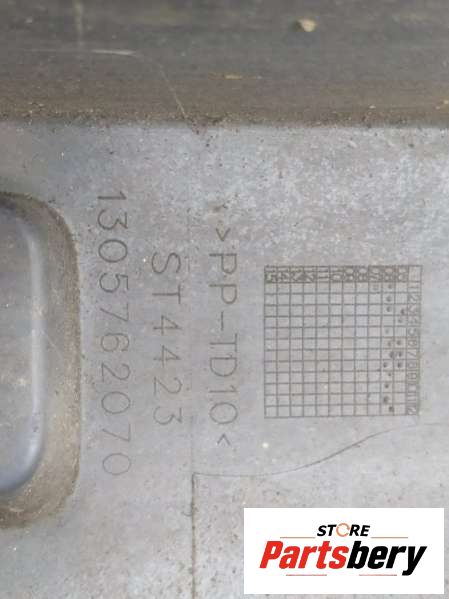 >PP-TD10<
ST4423
1305762070
STORE
Partsbery